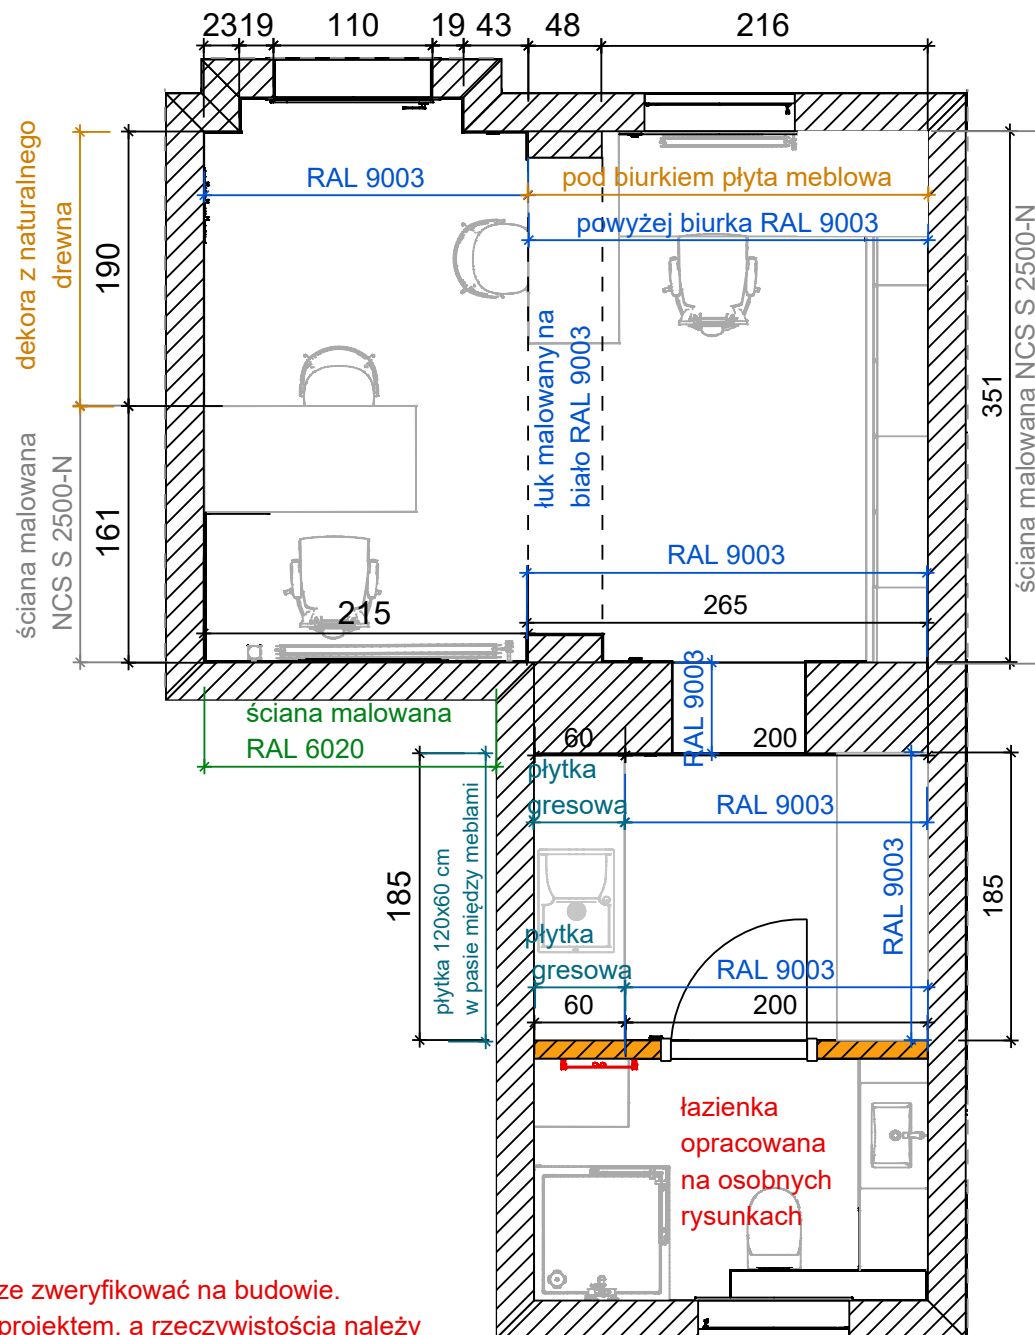 23
19
110
19
43
48
216
RAL 9003
pod biurkiem płyta meblowa
powyżej biurka RAL 9003
dekora z naturalnego
drewna
190
łuk malowany na
biało RAL 9003
351
ściana malowana NCS S 2500-N
ściana malowana
NCS S 2500-N
161
RAL 9003
215
265
RAL 9003
ściana malowana
RAL 6020
60
200
płytka
gresowa
RAL 9003
185
płytka 120x60 cm
w pasie między meblami
RAL 9003
185
płytka
gresowa
RAL 9003
60
200
łazienka
opracowana
na osobnych
rysunkach
ze zweryfikować na budowie.
projektem, a rzeczywistością należy